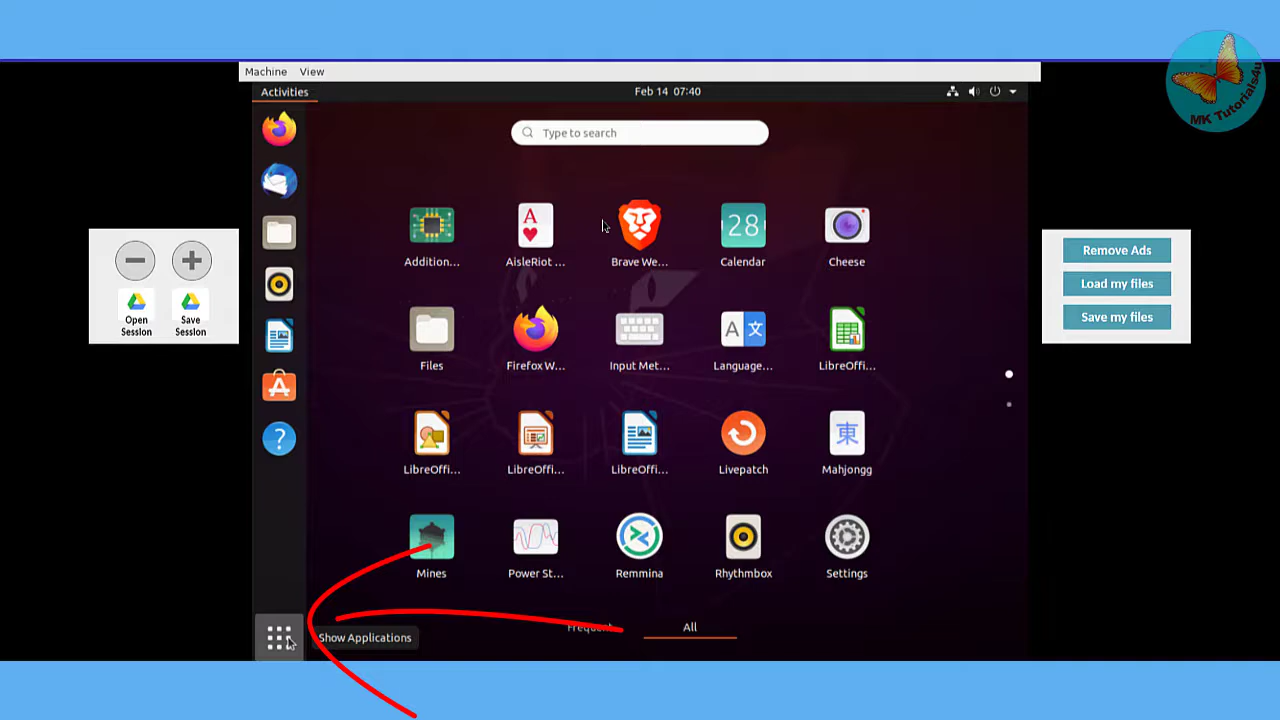 MK Tutorials4u
Machine View
Activities
Feb 14 07:40
Type to search
Addition...
AisleRiot ...
Brave We...
28
Calendar
Cheese
A
Remove Ads
Load my files
Save my files
Open
Session
Save
Session
Files
Firefox W...
Input Met...
A 文
Language...
LibreOffi...
LibreOffi...
LibreOffi...
LibreOffi...
Livepatch
東
Mahjongg
?
Mines
Power St...
Remmina
Rhythmbox
Settings
Frequent
All
Show Applications